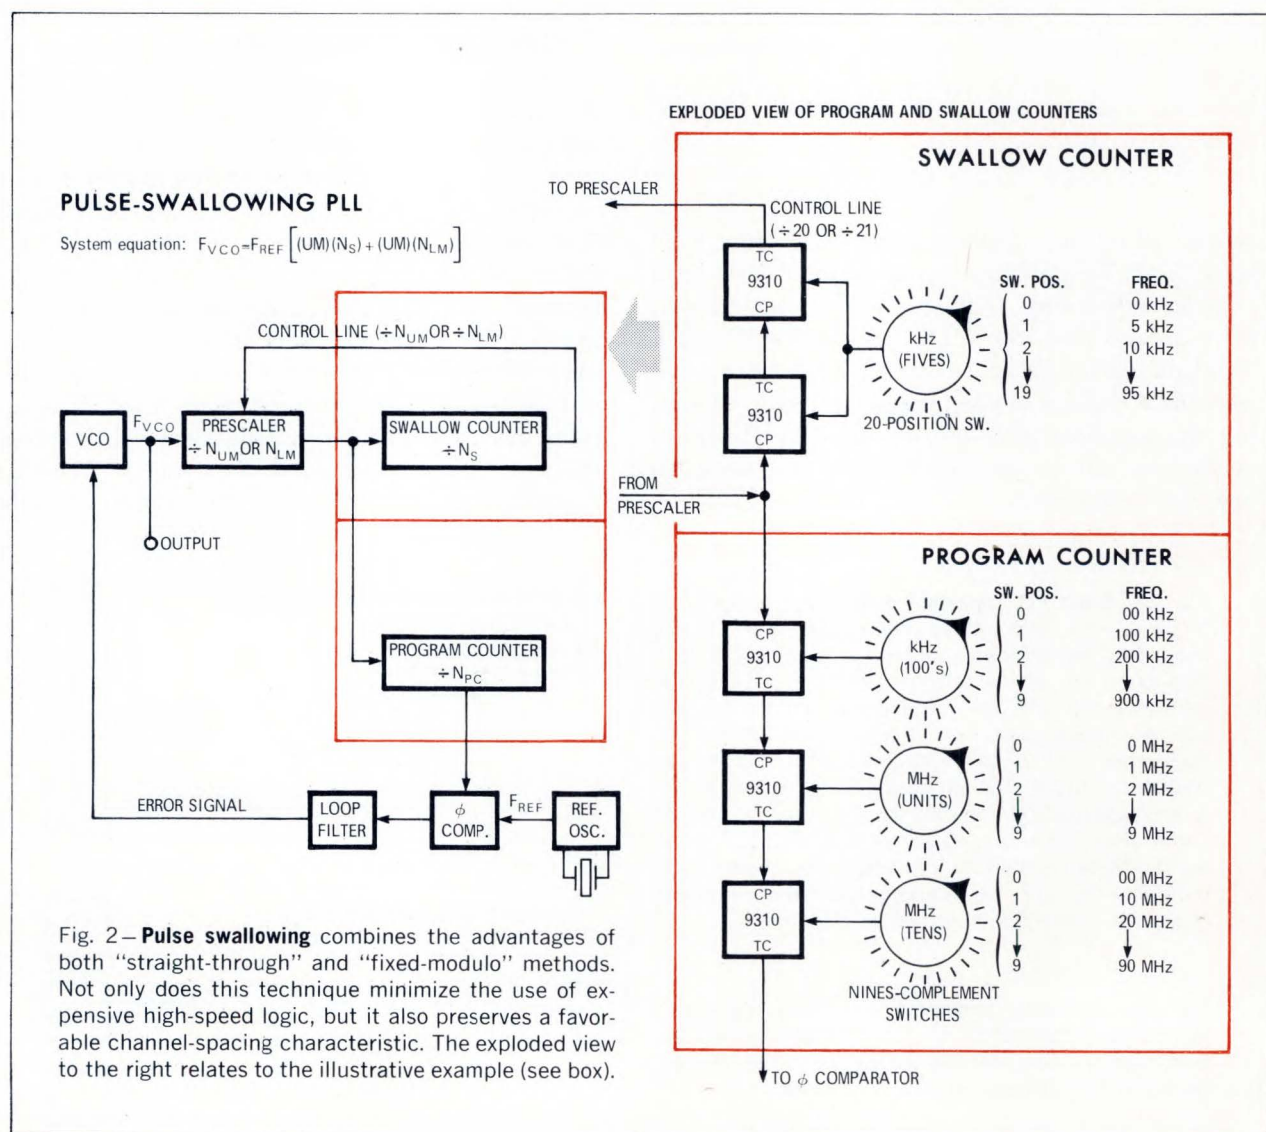 EXPLODED VIEW OF PROGRAM AND SWALLOW COUNTERS
PULSE-SWALLOWING PLL
System equation: FVCO=FREF [(UM)(NS) + (UM)(NLM)]
CONTROL LINE (÷NUM OR ÷NLM)
VCO
FVCO
PRESCALER
÷ NUM OR NLM
SWALLOW COUNTER
÷NS
OUTPUT
PROGRAM COUNTER
÷NPC
ERROR SIGNAL
LOOP
FILTER
ϕ
COMP.
FREF
REF.
OSC.
SWALLOW COUNTER
TO PRESCALER
CONTROL LINE
(÷20 OR ÷21)
TC
9310
CP
TC
9310
CP
kHz
(FIVES)
20-POSITION SW.
SW. POS. FREQ.
0 0 kHz
1 5 kHz
2 10 kHz
19 95 kHz
FROM
PRESCALER
PROGRAM COUNTER
SW. POS. FREQ.
CP
9310
TC
kHz
(100's)
0 00 kHz
1 100 kHz
2 200 kHz
9 900 kHz
CP
9310
TC
MHz
(UNITS)
0 0 MHz
1 1 MHz
2 2 MHz
9 9 MHz
CP
9310
TC
MHz
(TENS)
0 00 MHz
1 10 MHz
2 20 MHz
9 90 MHz
NINES-COMPLEMENT
SWITCHES
TO ϕ COMPARATOR
Fig. 2—Pulse swallowing combines the advantages of
both “straight-through” and “fixed-modulo” methods.
Not only does this technique minimize the use of ex-
pensive high-speed logic, but it also preserves a favor-
able channel-spacing characteristic. The exploded view
to the right relates to the illustrative example (see box).